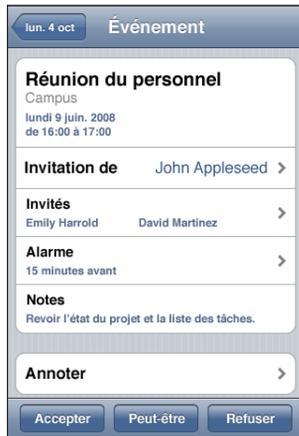 lun. 4 oct Événement
Réunion du personnel
Campus
lundi 9 juin. 2008
de 16:00 à 17:00
Invitation de John Appleseed
Invités
Emily Harrold David Martinez
Alarme
15 minutes avant
Notes
Revoir l'état du projet et la liste des tâches.
Annoter
Accepter Peut-être Refuser